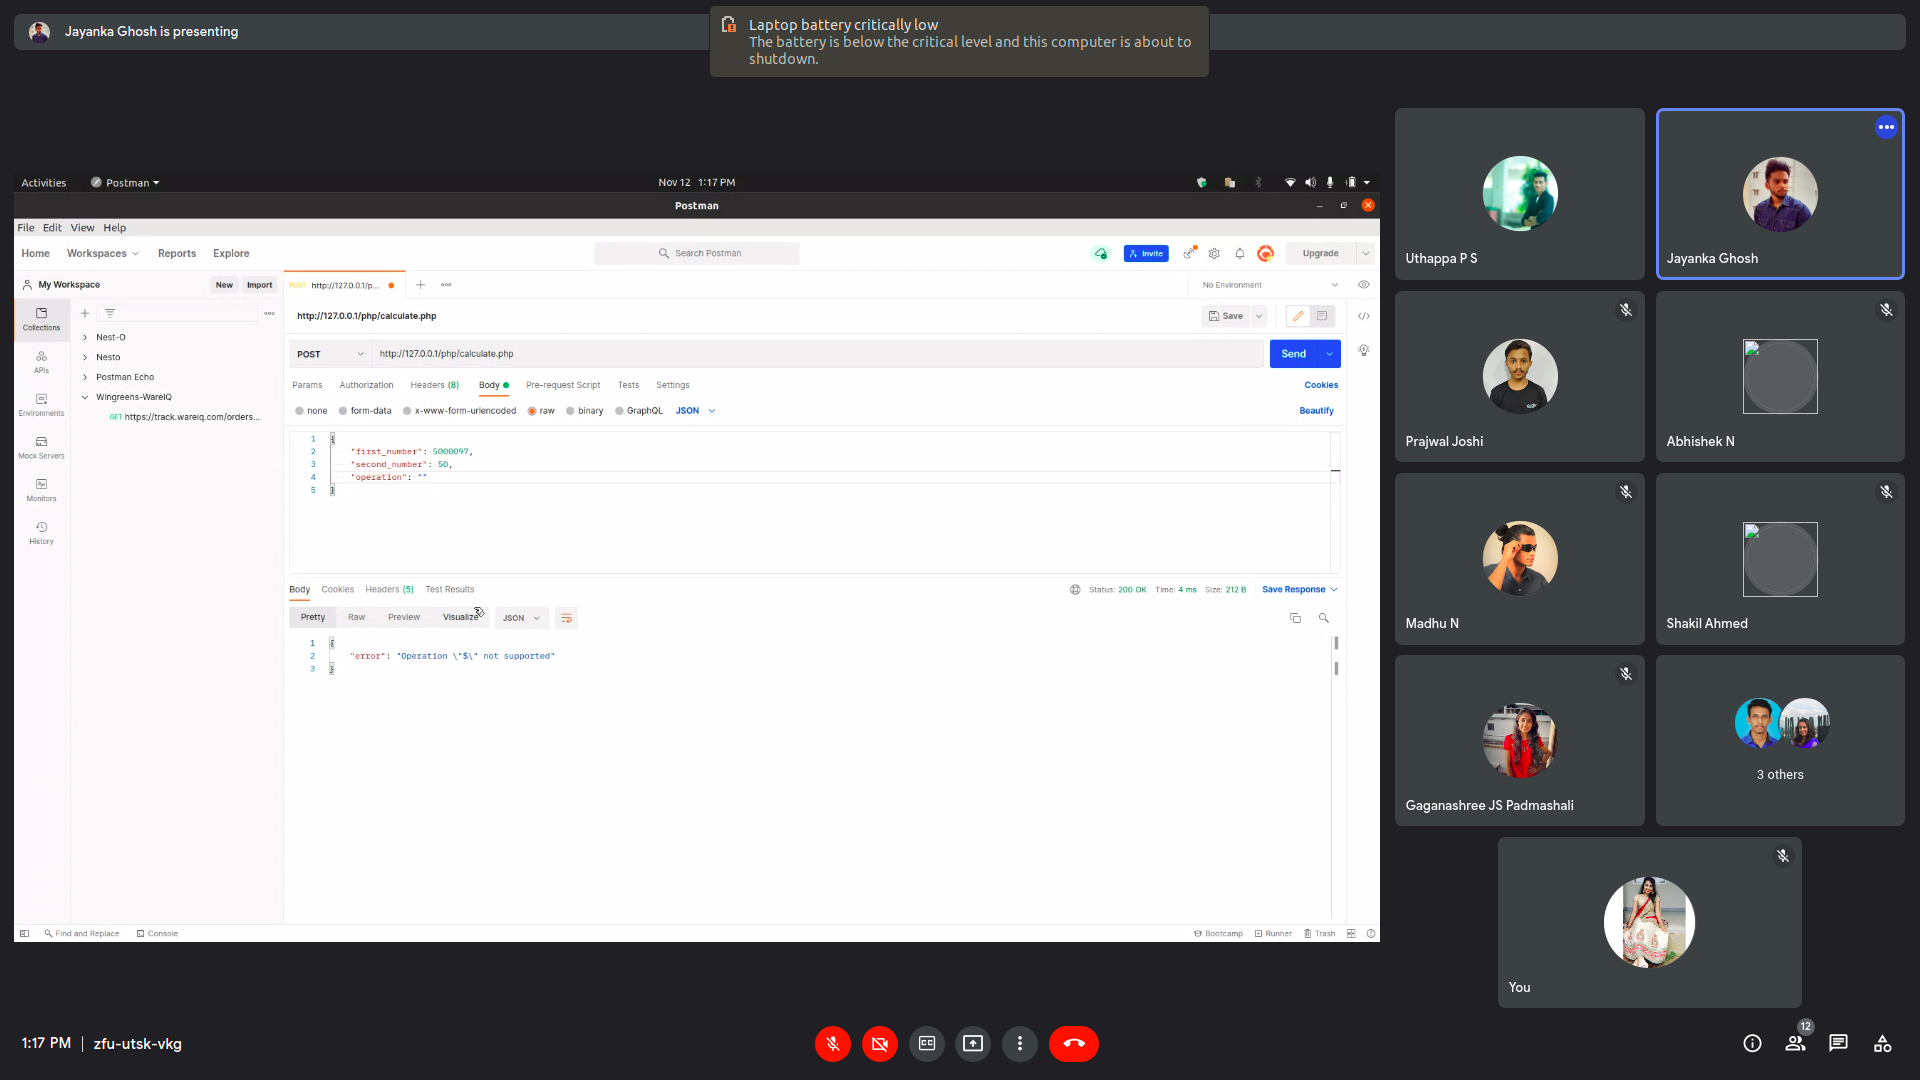 Jayanka Ghosh is presenting
Laptop battery critically low
The battery is below the critical level and this computer is about to
shutdown.
Activities Postman Nov 12 1:17 PM
Postman
File Edit View Help
Home Workspaces Reports Explore Search Postman Invite Upgrade
My Workspace New Import POST http://127.0.0.1/p... No Environment
Collections
APIs
Environments
Mock Servers
Monitors
History
Nest-O
Nesto
Postman Echo
Wingreens-WareIQ
GET https://track.wareiq.com/orders...
http://127.0.0.1/php/calculate.php Save
POST http://127.0.0.1/php/calculate.php Send
Params Authorization Headers (8) Body Pre-request Script Tests Settings Cookies
none form-data x-www-form-urlencoded raw binary GraphQL JSON Beautify
1 {
2 "first_number": 5000097,
3 "second_number": 50,
4 "operation": ""
5 }
Body Cookies Headers (5) Test Results Status: 200 OK Time: 4 ms Size: 212 B Save Response
Pretty Raw Preview Visualize JSON
1 {
2 "error": "Operation \"$\" not supported"
3 }
Find and Replace Console Bootcamp Runner Trash
Uthappa P S
Jayanka Ghosh
Prajwal Joshi
Abhishek N
Madhu N
Shakil Ahmed
Gaganashree JS Padmashali
3 others
You
1:17 PM | zfu-utsk-vkg
12